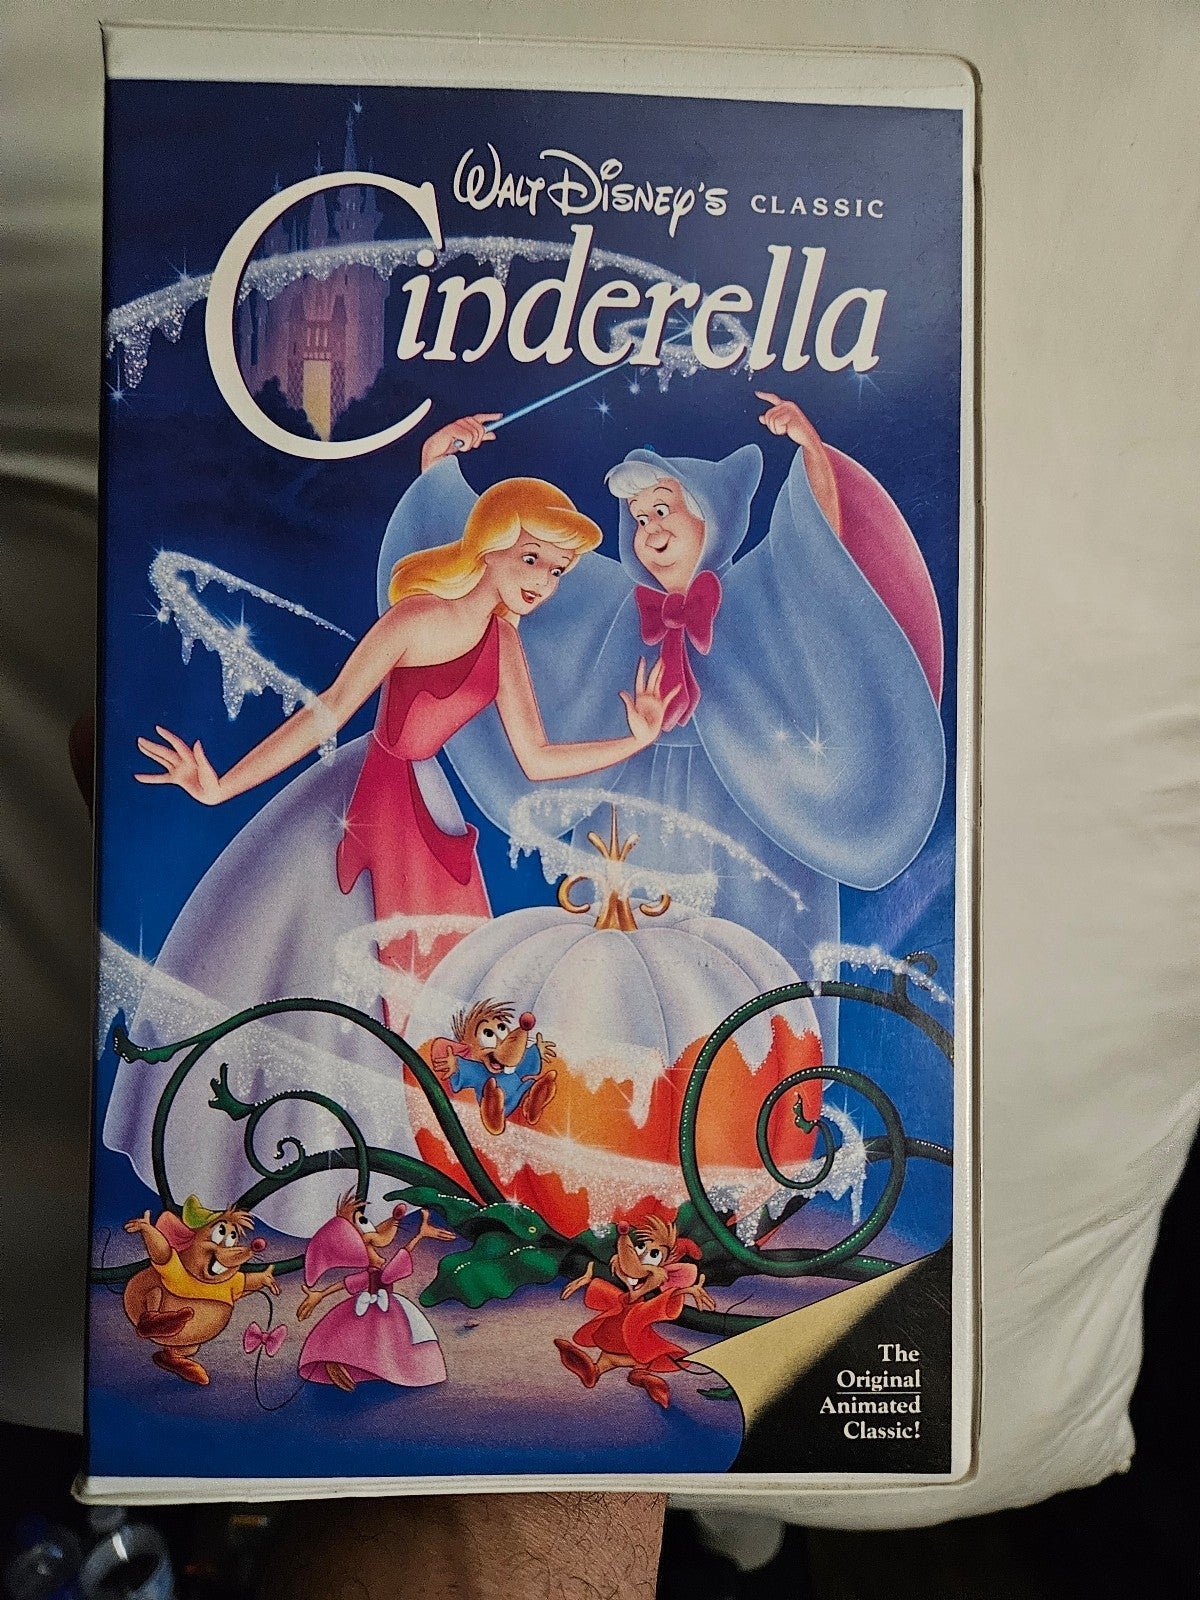 Walt Disney's CLASSIC
Cinderella
The
Original
Animated
Classic!